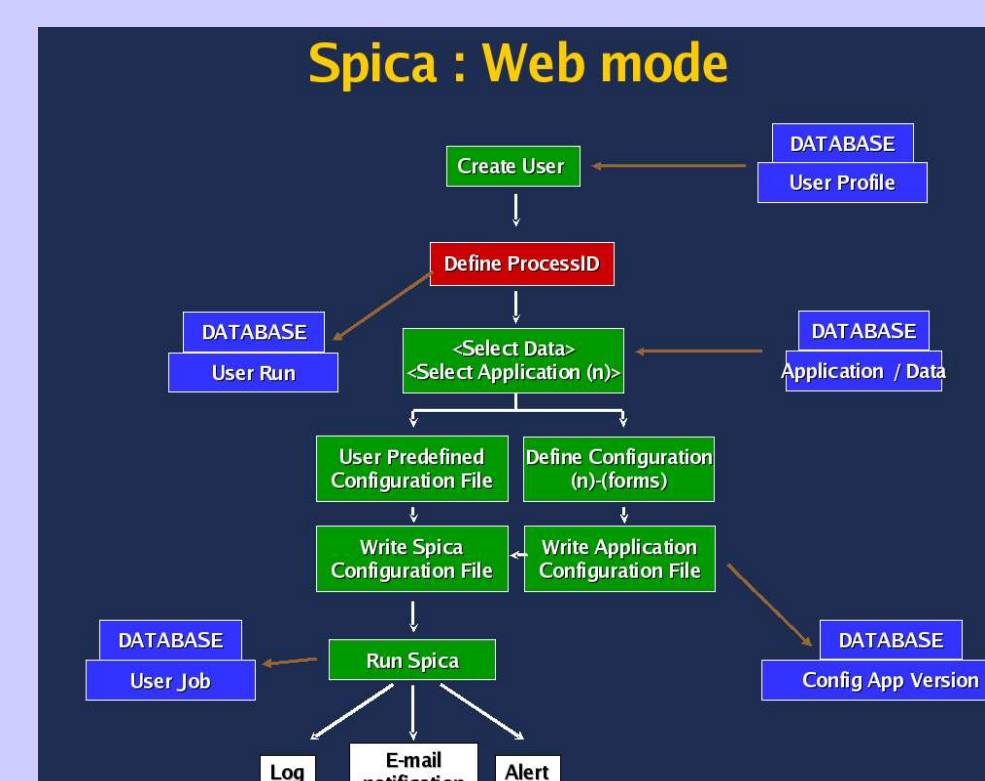 Spica : Web mode
DATABASE
User Profile
Create User
Define ProcessID
DATABASE
User Run
<Select Data>
<Select Application (n)>
DATABASE
Application / Data
User Predefined
Configuration File
Define Configuration
(n)-(forms)
Write Spica
Configuration File
Write Application
Configuration File
DATABASE
User Job
Run Spica
DATABASE
Config App Version
Log
E-mail
notification
Alert